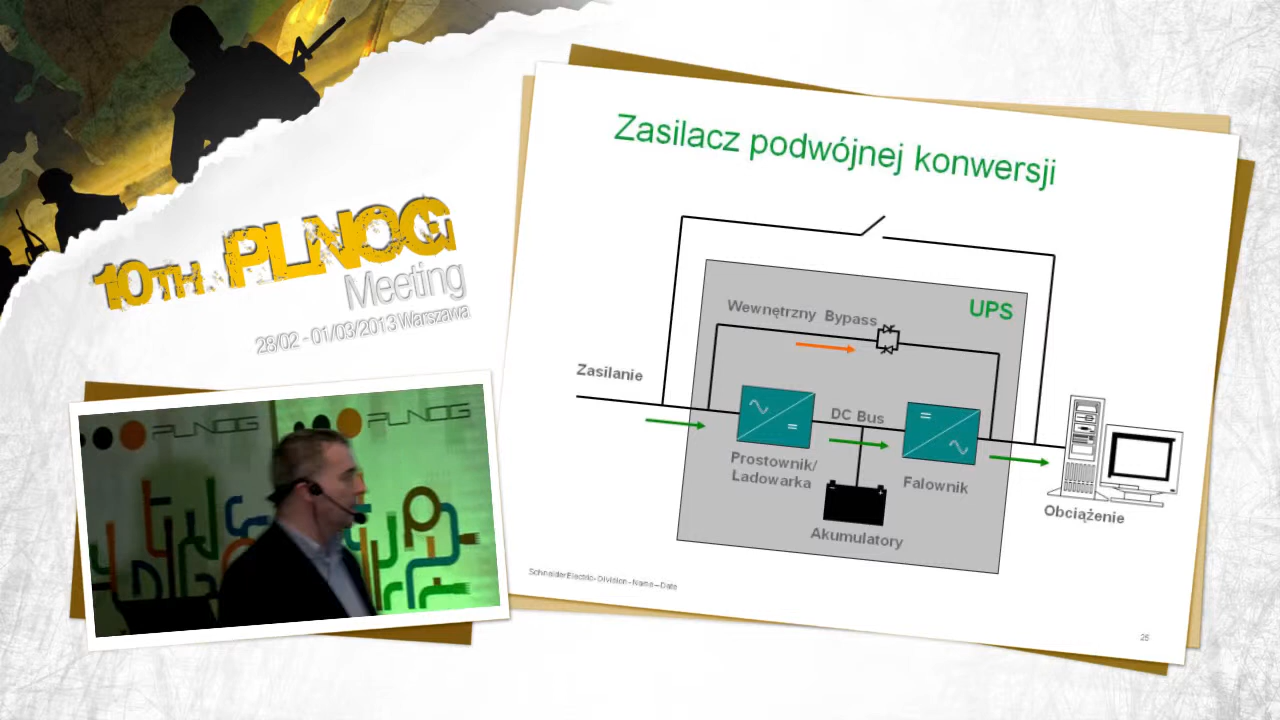 10TH PLNOG
Meeting
28/02 - 01/03/2013 Warszawa
PLNOG
PLNOG
Zasilacz podwójnej konwersji
UPS
Wewnętrzny Bypass
Zasilanie
DC Bus
Prostownik/
Ładowarka
Falownik
Akumulatory
Obciążenie
Schneider Electric - Division - Name – Date
26